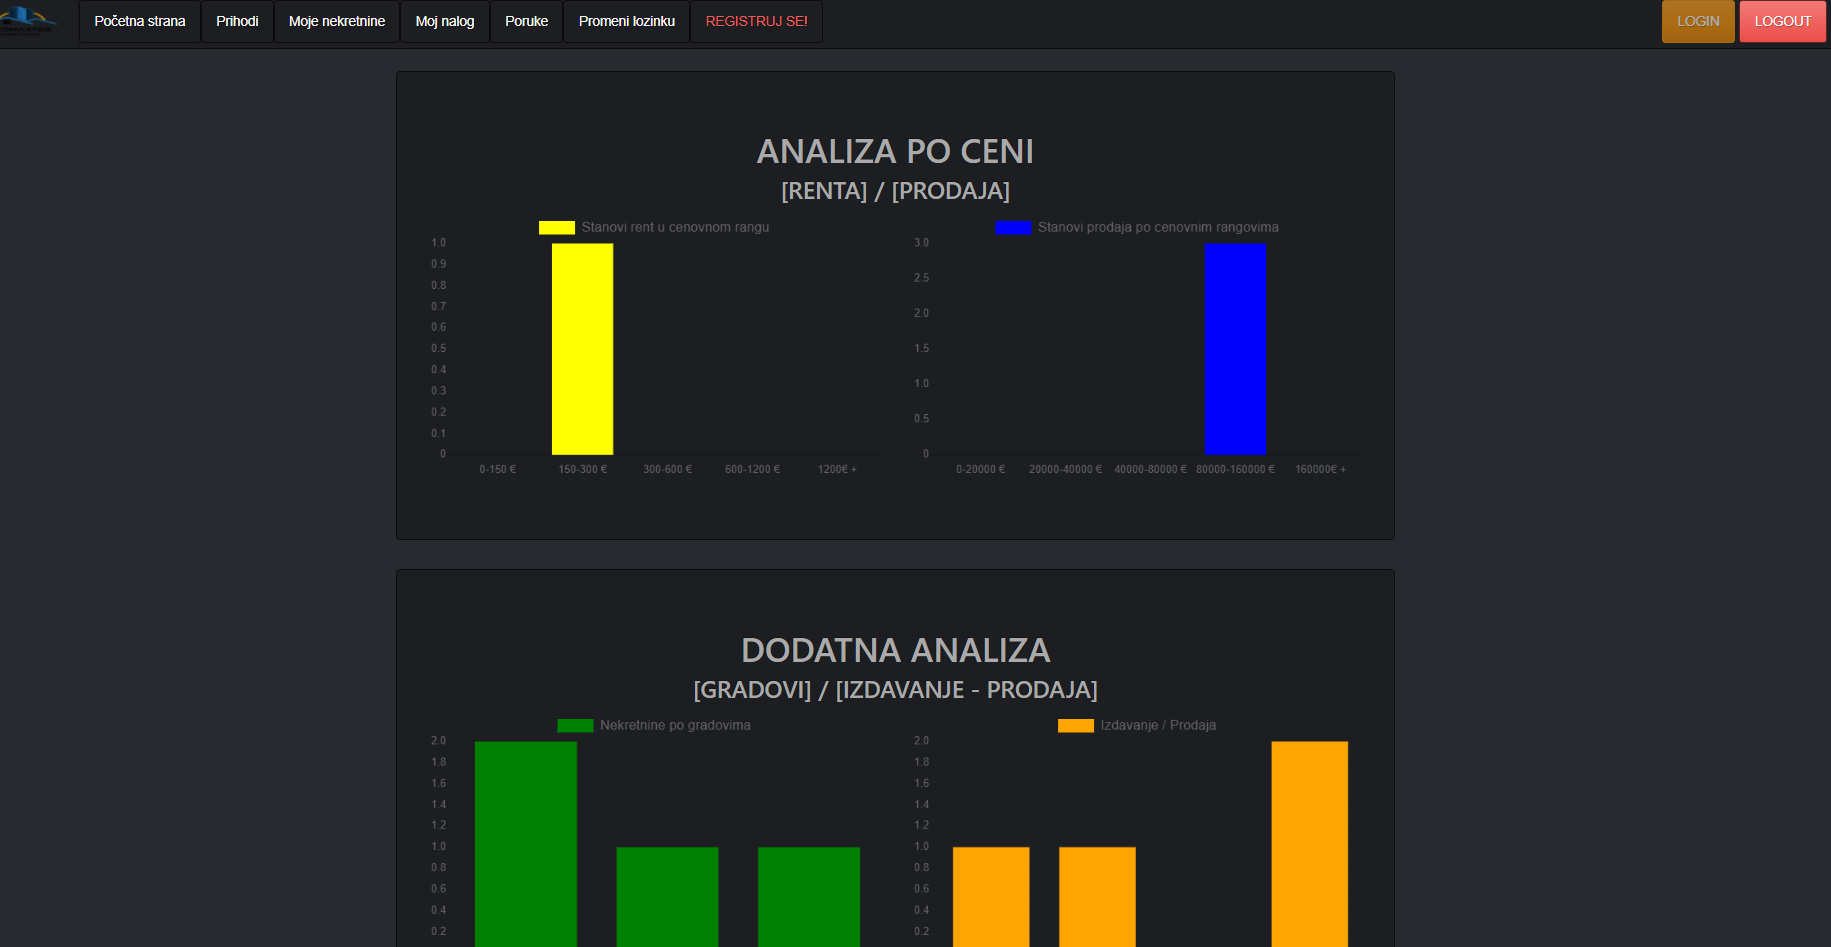 Početna strana
Prihodi
Moje nekretnine
Moj nalog
Poruke
Promeni lozinku
REGISTRUJ SE!
LOGIN
LOGOUT
ANALIZA PO CENI
[RENTA] / [PRODAJA]
Stanovi rent u cenovnom rangu
1.0
0.9
0.8
0.7
0.6
0.5
0.4
0.3
0.2
0.1
0
0-150 €
150-300 €
300-600 €
600-1200 €
1200€ +
Stanovi prodaja po cenovnim rangovima
3.0
2.5
2.0
1.5
1.0
0.5
0
0-20000 €
20000-40000 €
40000-80000 €
80000-160000 €
160000€ +
DODATNA ANALIZA
[GRADOVI] / [IZDAVANJE - PRODAJA]
Nekretnine po gradovima
2.0
1.8
1.6
1.4
1.2
1.0
0.8
0.6
0.4
0.2
Izdavanje / Prodaja
2.0
1.8
1.6
1.4
1.2
1.0
0.8
0.6
0.4
0.2